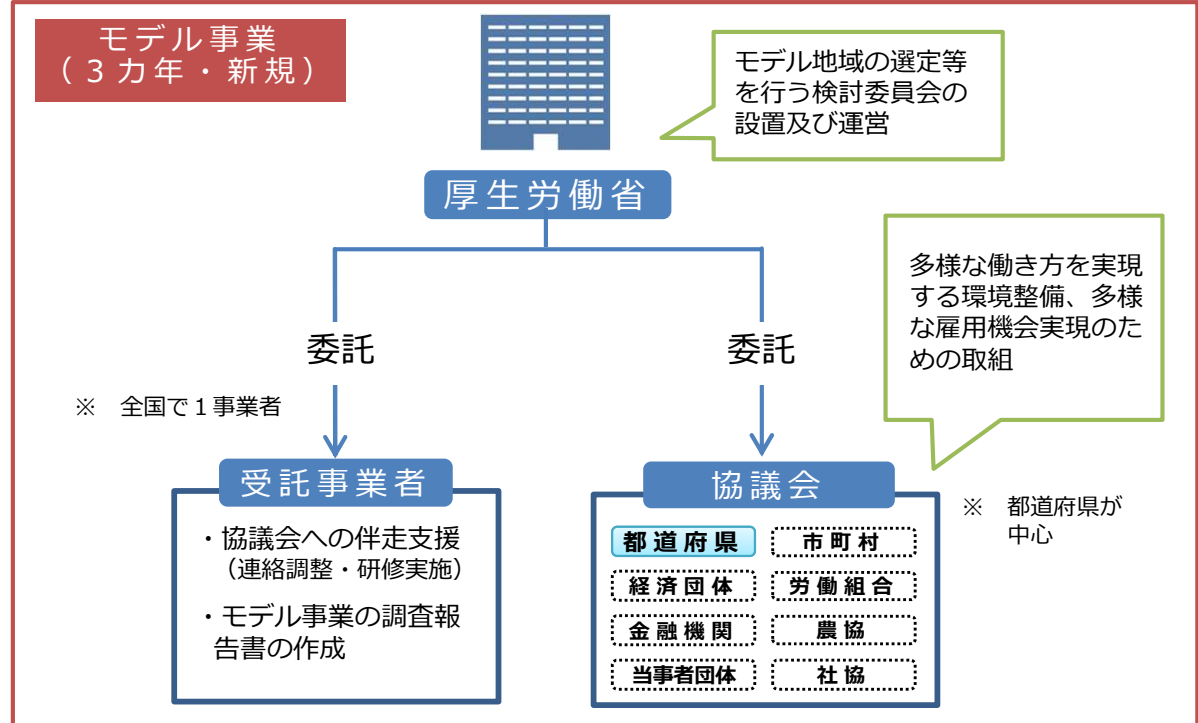 モデル事業
（３カ年・新規）
モデル地域の選定等
を行う検討委員会の
設置及び運営
厚生労働省
多様な働き方を実現
する環境整備、多様
な雇用機会実現のた
めの取組
委託
委託
※　全国で１事業者
受託事業者
・協議会への伴走支援
（連絡調整・研修実施）
・モデル事業の調査報
告書の作成
協議会
※　都道府県が
中心
都道府県
市町村
経済団体
労働組合
金融機関
農協
当事者団体
社協